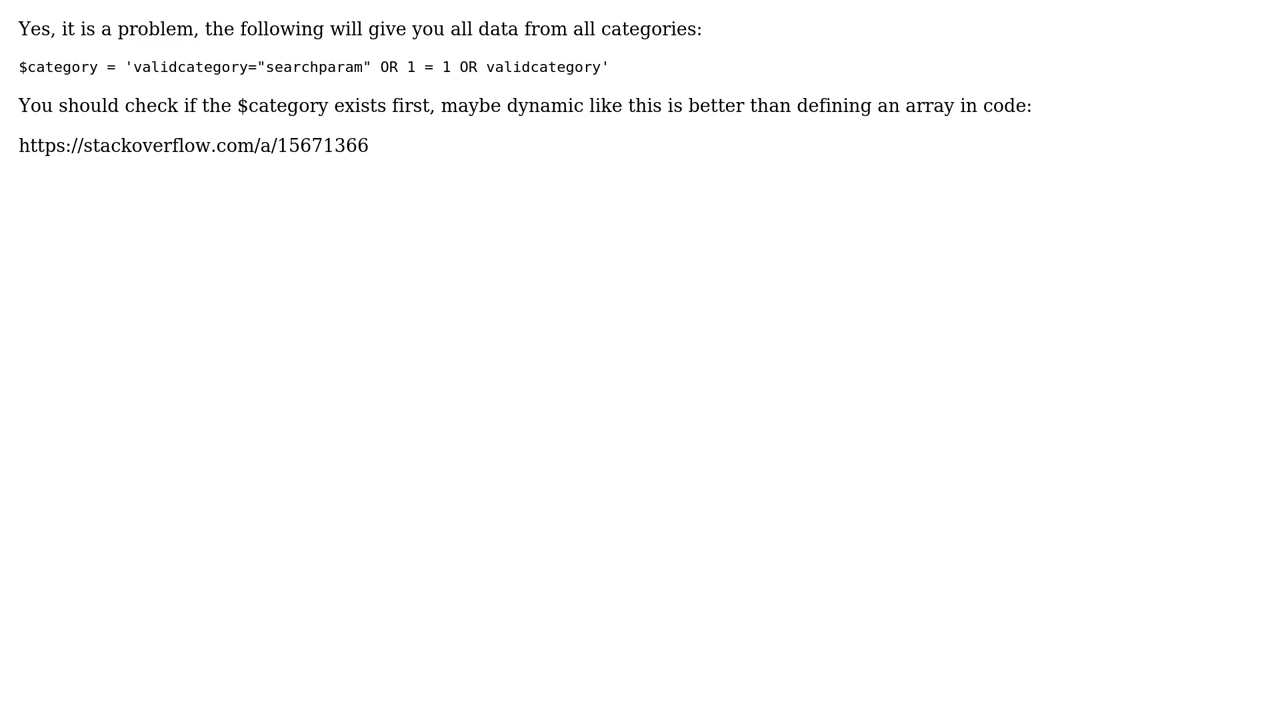 Yes, it is a problem, the following will give you all data from all categories:
$category = 'validcategory="searchparam" OR 1 = 1 OR validcategory'
You should check if the $category exists first, maybe dynamic like this is better than defining an array in code:
https://stackoverflow.com/a/15671366